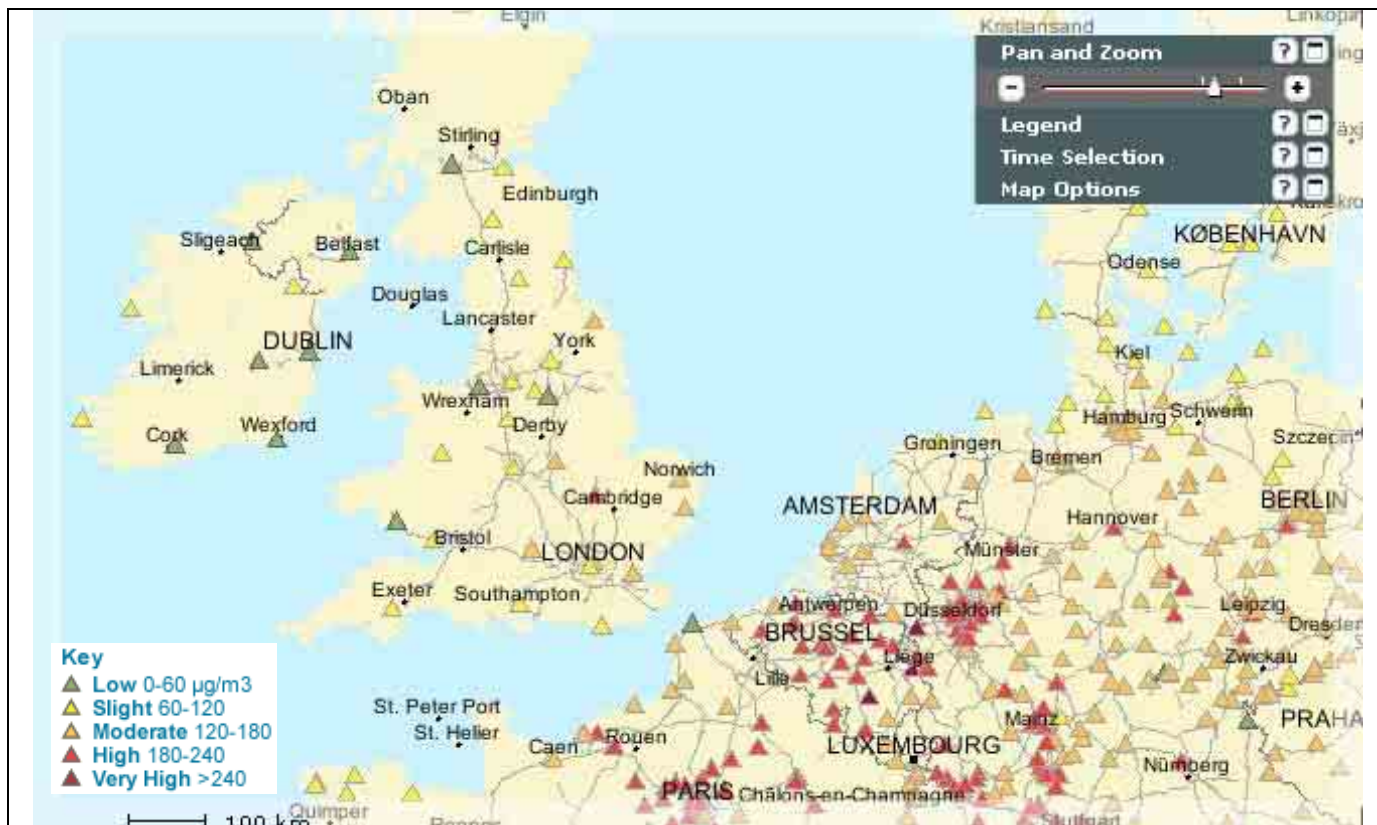 Elgin
Kristiansand
Pan and Zoom ? 
- +
Legend ?
Time Selection ?
Map Options ?
Oban
Stirling
Edinburgh
Sligeach
Belfast
Carlisle
KØBENHAVN
Odense
Douglas
Lancaster
DUBLIN
York
Kiel
Limerick
Wrexham
Hamburg
Schwerin
Cork
Wexford
Derby
Groningen
Szczecin
Bremen
Norwich
Cambridge
AMSTERDAM
BERLIN
Hannover
Bristol
LONDON
Münster
Exeter
Southampton
Antwerpen
Düsseldorf
Leipzig
BRUSSEL
Dresden
Liège
Zwickau
Lille
Key
Low 0-60 µg/m3
Slight 60-120
Moderate 120-180
High 180-240
Very High >240
St. Peter Port
St. Helier
Mainz
PRAHA
Caen
Rouen
LUXEMBOURG
Nürnberg
PARIS
Châlons-en-Champagne
Quimper
100 km
Stuttgart